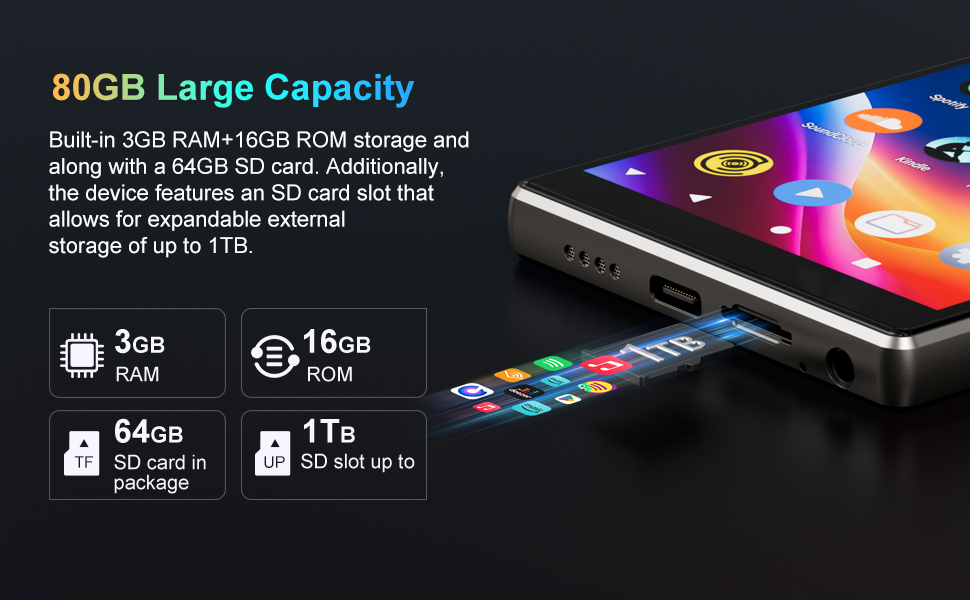 80GB Large Capacity
Built-in 3GB RAM+16GB ROM storage and
along with a 64GB SD card. Additionally,
the device features an SD card slot that
allows for expandable external
storage of up to 1TB.
3GB
RAM
16GB
ROM
TF
64GB
SD card in
package
UP
1TB
SD slot up to
Spotify
SoundCloud
Kindle
1TB
deezer
music